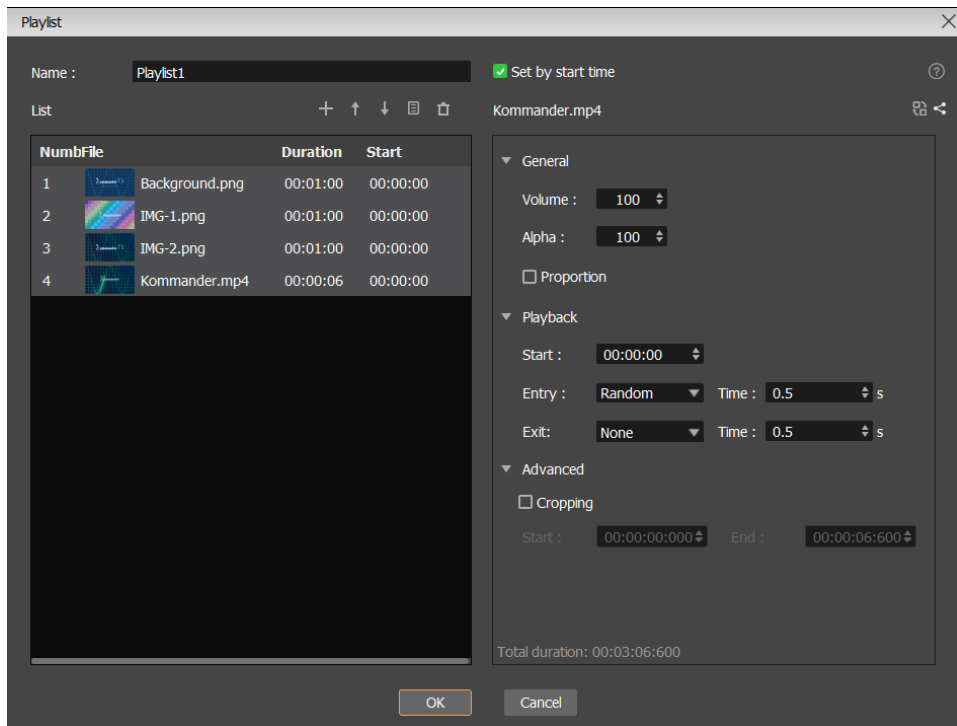 Playlist
Name :
Playlist1
Set by start time
?
List
Kommander.mp4
NumbFile Duration Start
1 Background.png 00:01:00 00:00:00
2 IMG-1.png 00:01:00 00:00:00
3 IMG-2.png 00:01:00 00:00:00
4 Kommander.mp4 00:00:06 00:00:00
General
Volume : 100
Alpha : 100
Proportion
Playback
Start : 00:00:00
Entry : Random Time : 0.5 s
Exit: None Time : 0.5 s
Advanced
Cropping
Start : 00:00:00:000 End : 00:00:06:600
Total duration: 00:03:06:600
OK Cancel